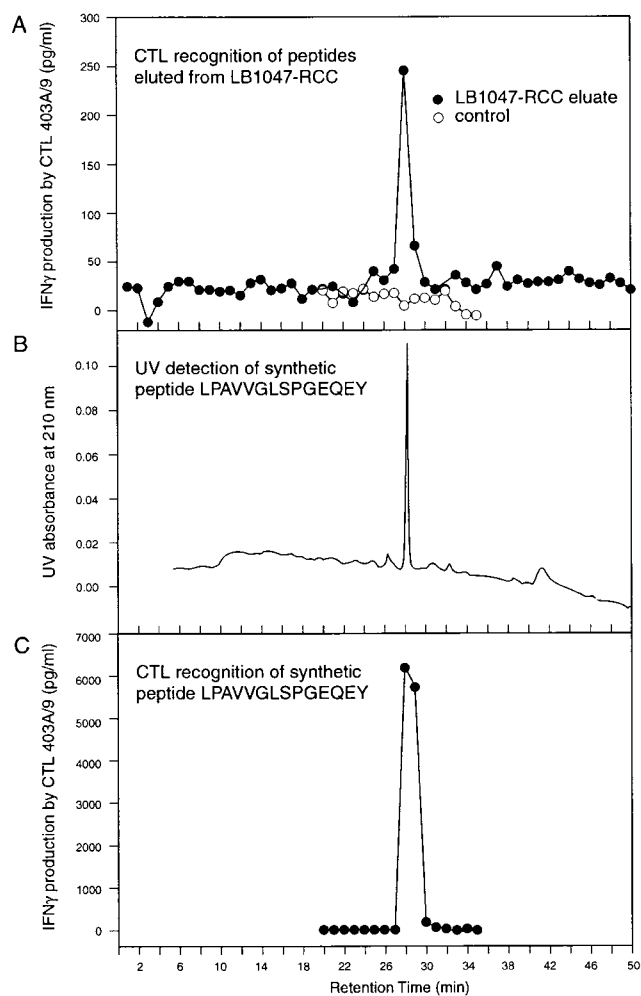 A
IFNγ production by CTL 403A/9 (pg/ml)
300
250
200
150
100
50
0
CTL recognition of peptides
eluted from LB1047-RCC
LB1047-RCC eluate
control
B
UV absorbance at 210 nm
0.10
0.08
0.06
0.04
0.02
0.00
UV detection of synthetic
peptide LPAVVGLSPGEQEY
C
IFNγ production by CTL 403A/9 (pg/ml)
7000
6000
5000
4000
3000
2000
1000
0
CTL recognition of synthetic
peptide LPAVVGLSPGEQEY
2 6 10 14 18 22 26 30 34 38 42 46 50
Retention Time (min)